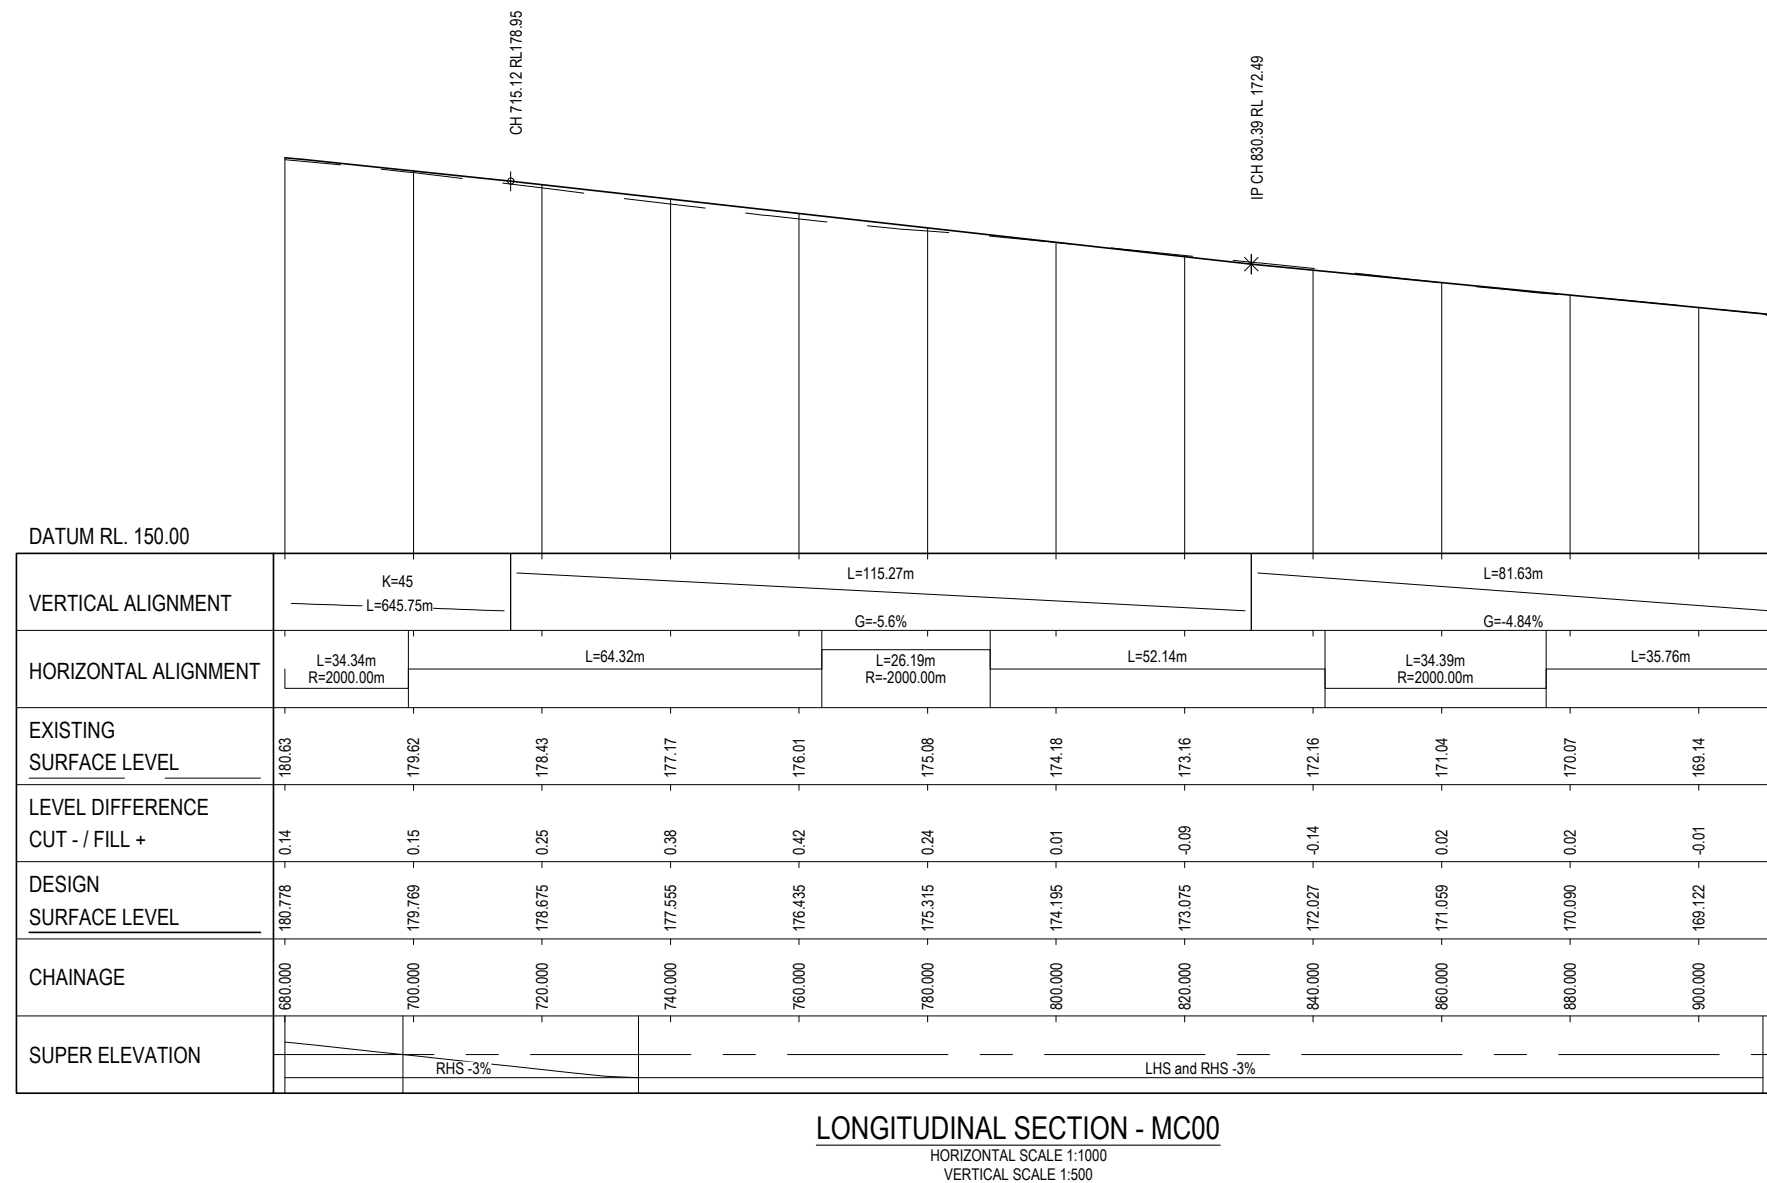 CH 715.12 RL178.95
IP CH 830.39 RL 172.49
DATUM RL. 150.00
VERTICAL ALIGNMENT
K=45
L=645.75m
L=115.27m
G=-5.6%
L=81.63m
G=-4.84%
HORIZONTAL ALIGNMENT
L=34.34m
R=2000.00m
L=64.32m
L=26.19m
R=-2000.00m
L=52.14m
L=34.39m
R=2000.00m
L=35.76m
EXISTING
SURFACE LEVEL
180.63 179.62 178.43 177.17 176.01 175.08 174.18 173.16 172.16 171.04 170.07 169.14
LEVEL DIFFERENCE
CUT - / FILL +
0.14 0.15 0.25 0.38 0.42 0.24 0.01 -0.09 -0.14 0.02 0.02 -0.01
DESIGN
SURFACE LEVEL
180.778 179.769 178.675 177.555 176.435 175.315 174.195 173.075 172.027 171.059 170.090 169.122
CHAINAGE
680.000 700.000 720.000 740.000 760.000 780.000 800.000 820.000 840.000 860.000 880.000 900.000
SUPER ELEVATION
RHS -3%
LHS and RHS -3%
LONGITUDINAL SECTION - MC00
HORIZONTAL SCALE 1:1000
VERTICAL SCALE 1:500